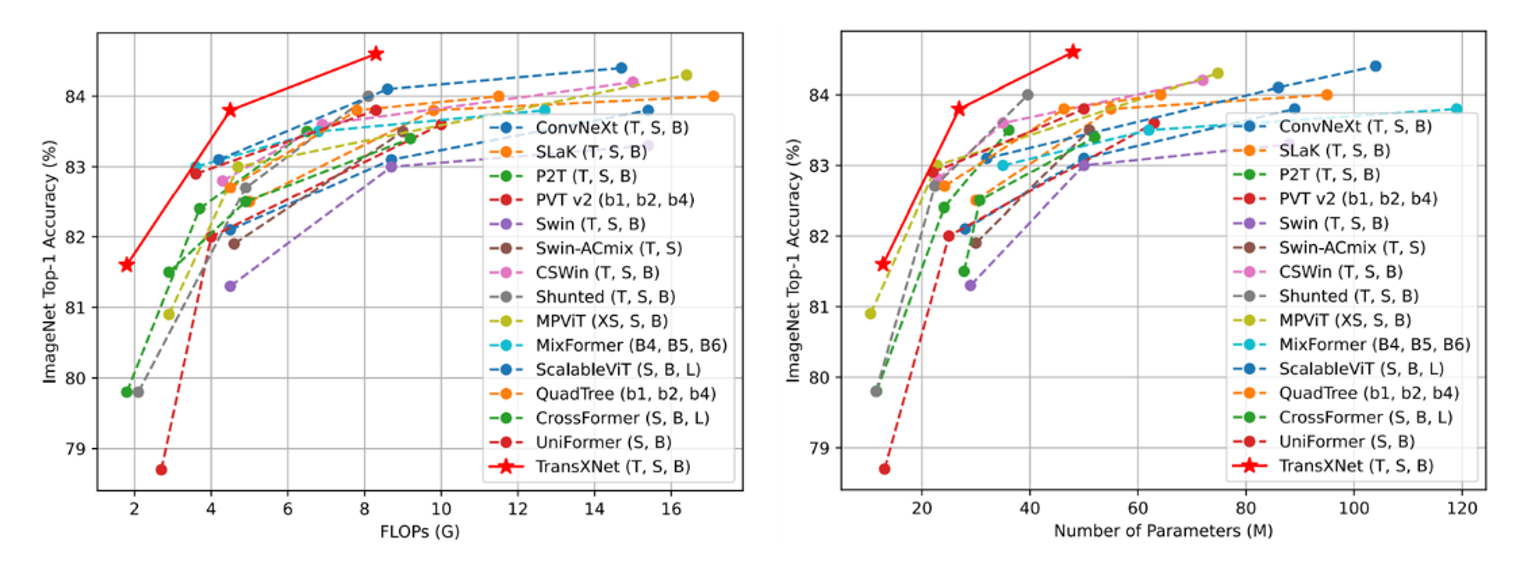 84
83
82
81
80
79
ImageNet Top-1 Accuracy (%)
2 4 6 8 10 12 14 16
FLOPs (G)
ConvNeXt (T, S, B)
SLaK (T, S, B)
P2T (T, S, B)
PVT v2 (b1, b2, b4)
Swin (T, S, B)
Swin-ACmix (T, S)
CSWin (T, S, B)
Shunted (T, S, B)
MPViT (XS, S, B)
MixFormer (B4, B5, B6)
ScalableViT (S, B, L)
QuadTree (b1, b2, b4)
CrossFormer (S, B, L)
UniFormer (S, B)
TransXNet (T, S, B)
84
83
82
81
80
79
ImageNet Top-1 Accuracy (%)
20 40 60 80 100 120
Number of Parameters (M)
ConvNeXt (T, S, B)
SLaK (T, S, B)
P2T (T, S, B)
PVT v2 (b1, b2, b4)
Swin (T, S, B)
Swin-ACmix (T, S)
CSWin (T, S, B)
Shunted (T, S, B)
MPViT (XS, S, B)
MixFormer (B4, B5, B6)
ScalableViT (S, B, L)
QuadTree (b1, b2, b4)
CrossFormer (S, B, L)
UniFormer (S, B)
TransXNet (T, S, B)